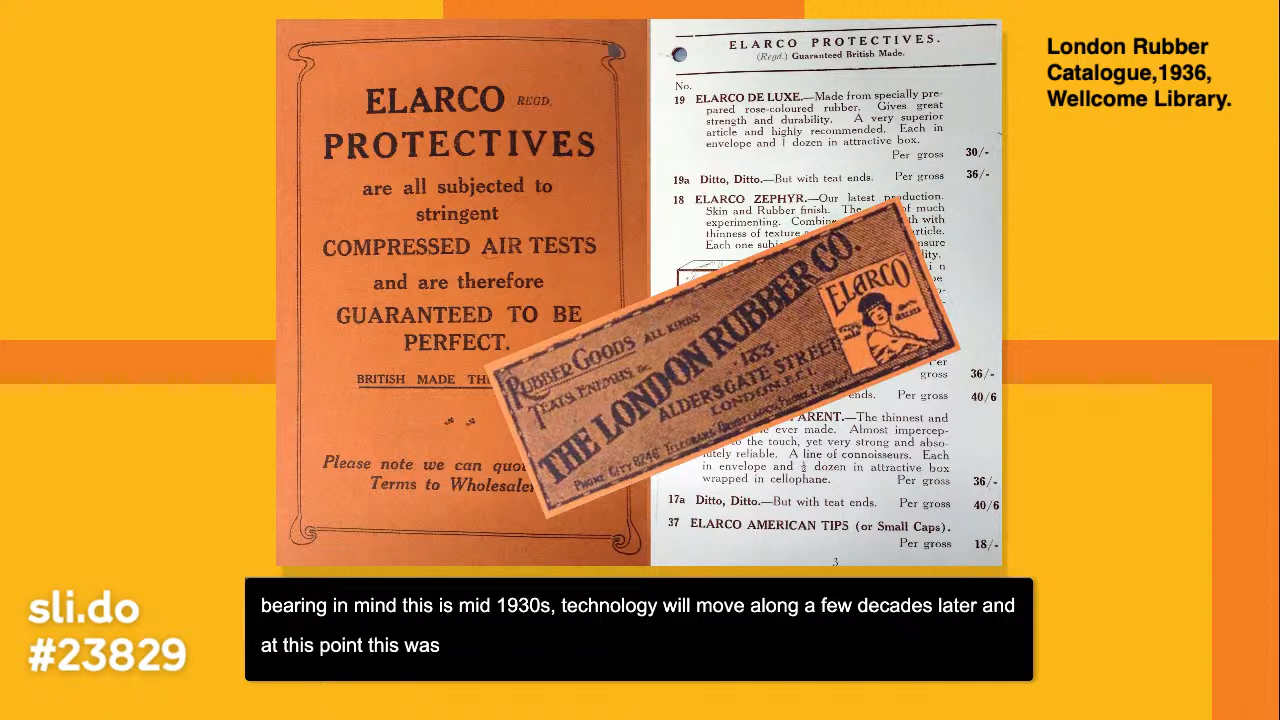 ELARCO REGD.
PROTECTIVES
are all subjected to
stringent
COMPRESSED AIR TESTS
and are therefore
GUARANTEED TO BE
PERFECT.
BRITISH MADE
Please note we can
Terms to
ELARCO PROTECTIVES.
(Regd.) Guaranteed British Made.
No.
19 ELARCO DE LUXE.—Made from specially pre-
pared rose-coloured rubber. Gives great
strength and durability. A very superior
article and highly recommended. Each in
envelope and 1 dozen in attractive box.
Per gross 30/-
19a Ditto, Ditto.—But with teat ends. Per gross 36/-
18 ELARCO ZEPHYR.—Our latest production.
Skin and Rubber finish. The of much
experimenting. with
thinness of texture
Each one
gross 36/-
Per gross 40/6
The thinnest and
ever made. Almost impercep-
to the touch, yet very strong and abso-
reliable. A line of connoisseurs. Each
in envelope and ½ dozen in attractive box
wrapped in cellophane. Per gross 36/-
17a Ditto, Ditto.—But with teat ends. Per gross 40/6
37 ELARCO AMERICAN TIPS (or Small Caps).
Per gross 18/-
3
RUBBER GOODS ALL KINDS
TEATS, ENEMAS, &c
THE LONDON RUBBER CO.
183.
ALDERSGATE STREET
LONDON, E.C.1.
PHONE CITY 8246
ELARCO
London Rubber
Catalogue,1936,
Wellcome Library.
sli.do
#23829
bearing in mind this is mid 1930s, technology will move along a few decades later and
at this point this was